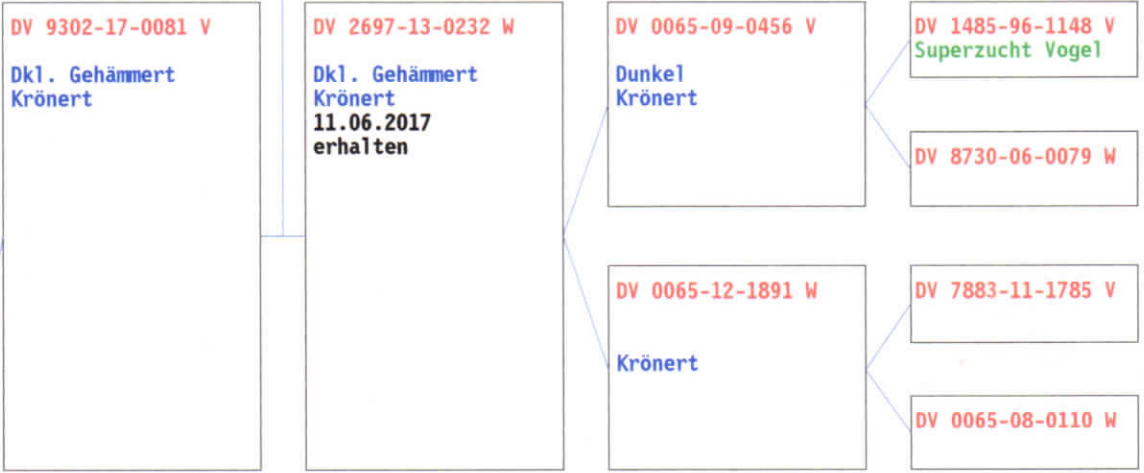 DV 9302-17-0081 V
Dkl. Gehämmert
Krönert
DV 2697-13-0232 W
Dkl. Gehämmert
Krönert
11.06.2017
erhalten
DV 0065-09-0456 V
Dunkel
Krönert
DV 0065-12-1891 W
Krönert
DV 1485-96-1148 V
Superzucht Vogel
DV 8730-06-0079 W
DV 7883-11-1785 V
DV 0065-08-0110 W